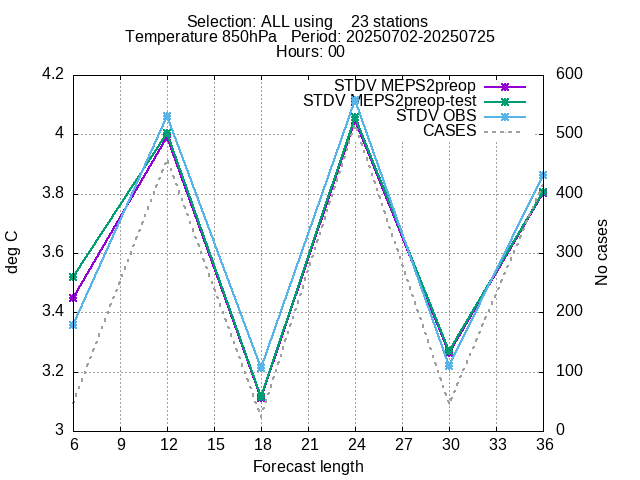 Selection: ALL using    23 stations
Temperature 850hPa   Period: 20250702-20250725
Hours: 00
4.2
4
3.8
3.6
3.4
3.2
3
deg C
STDV MEPS2preop
STDV MEPS2preop-test
STDV OBS
CASES
600
500
400
300
200
100
0
No cases
6 9 12 15 18 21 24 27 30 33 36
Forecast length